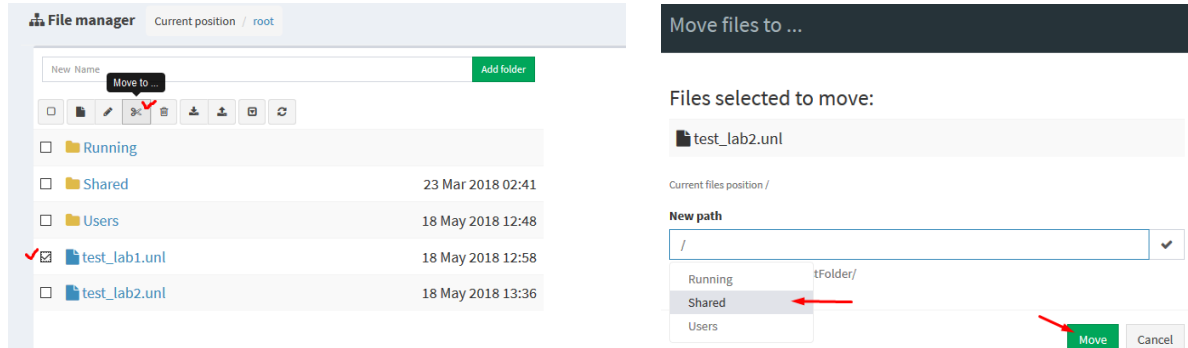 File manager Current position / root
New Name Add folder
Move to ...
Running
Shared 23 Mar 2018 02:41
Users 18 May 2018 12:48
test_lab1.unl 18 May 2018 12:58
test_lab2.unl 18 May 2018 13:36
Move files to ...
Files selected to move:
test_lab2.unl
Current files position /
New path
/
tFolder/
Running
Shared
Users
Move Cancel